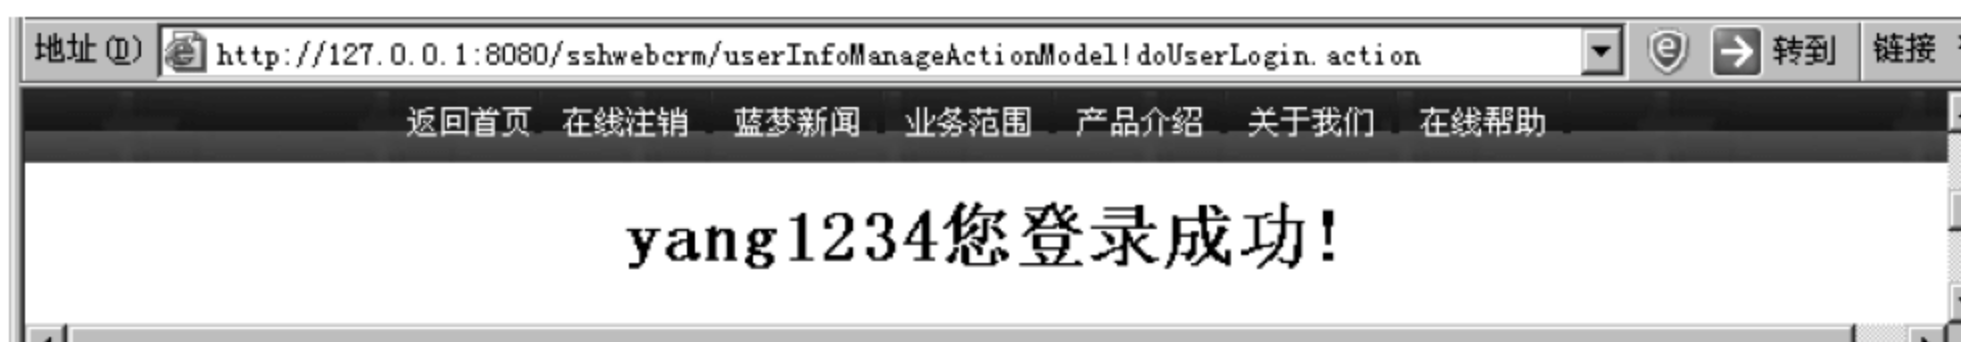 地址(D) http://127.0.0.1:8080/sshwebcrm/userInfoManageActionModel!doUserLogin.action 转到 链接
返回首页 在线注销 蓝梦新闻 业务范围 产品介绍 关于我们 在线帮助
yang1234您登录成功!